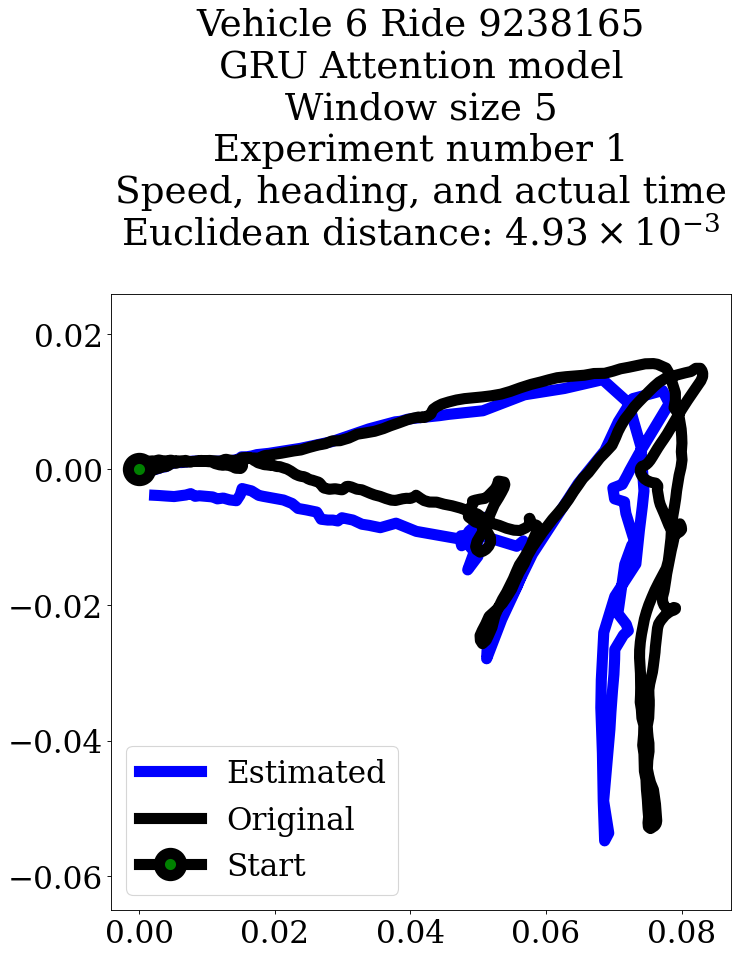 Vehicle 6 Ride 9238165
GRU Attention model
Window size 5
Experiment number 1
Speed, heading, and actual time
Euclidean distance: 4.93 × 10⁻³
0.02
0.00
−0.02
−0.04
−0.06
Estimated
Original
Start
0.00 0.02 0.04 0.06 0.08